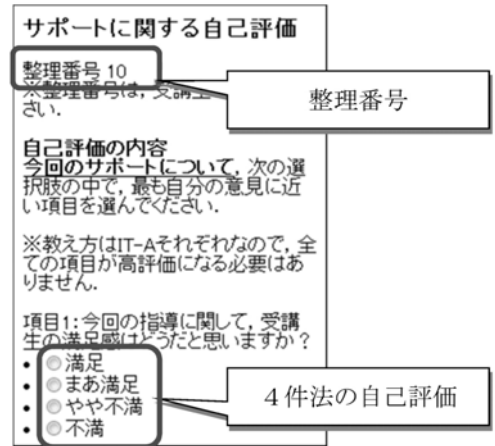 サポートに関する自己評価
整理番号 10
※整理番号は, 受講生
さい.
整理番号
自己評価の内容
今回のサポートについて, 次の選
択肢の中で, 最も自分の意見に近
い項目を選んでください.
※教え方はIT-Aそれぞれなので, 全
ての項目が高評価になる必要はあ
りません.
項目1:今回の指導に関して, 受講
生の満足感はどうだと思いますか？
• 満足
• まあ満足
• やや不満
• 不満
４件法の自己評価